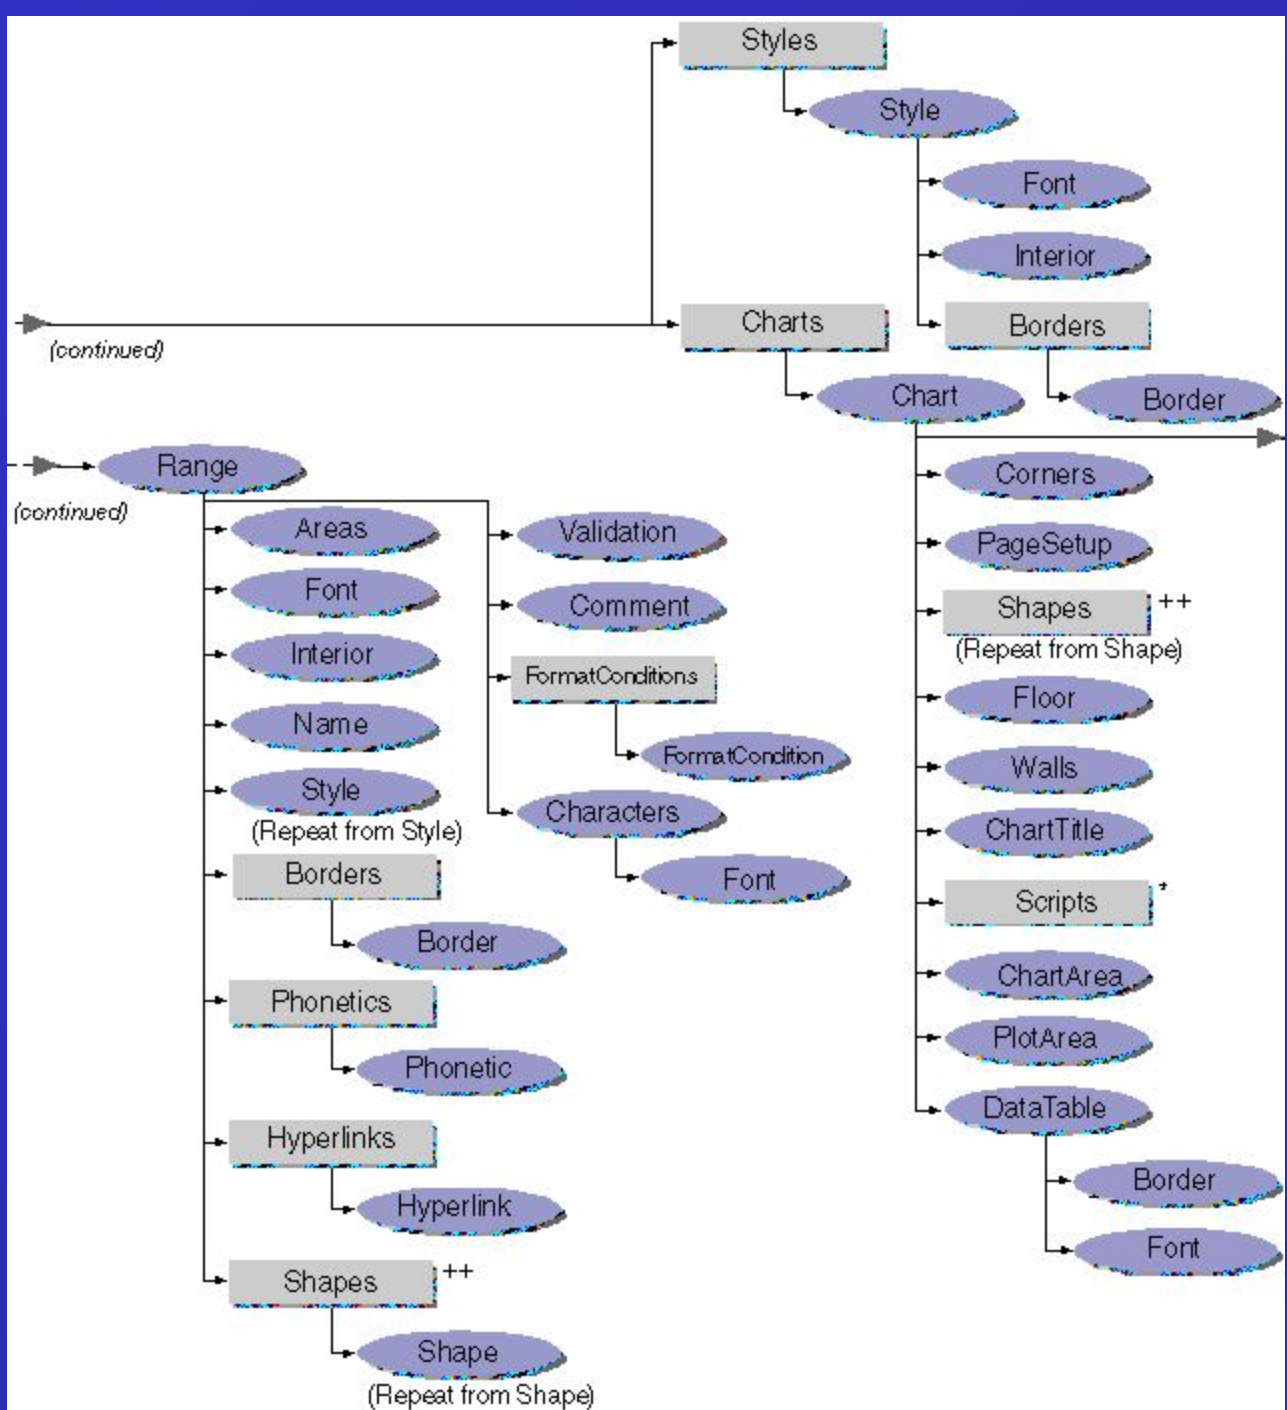 Styles
Style
Font
Interior
Charts
Borders
(continued)
Chart
Border
Range
(continued)
Corners
Areas
Validation
PageSetup
Font
Comment
Shapes ++
(Repeat from Shape)
Interior
FormatConditions
Floor
Name
FormatCondition
Walls
Style
(Repeat from Style)
Characters
ChartTitle
Borders
Font
Scripts *
Border
ChartArea
Phonetics
PlotArea
Phonetic
DataTable
Hyperlinks
Border
Hyperlink
Font
Shapes ++
Shape
(Repeat from Shape)